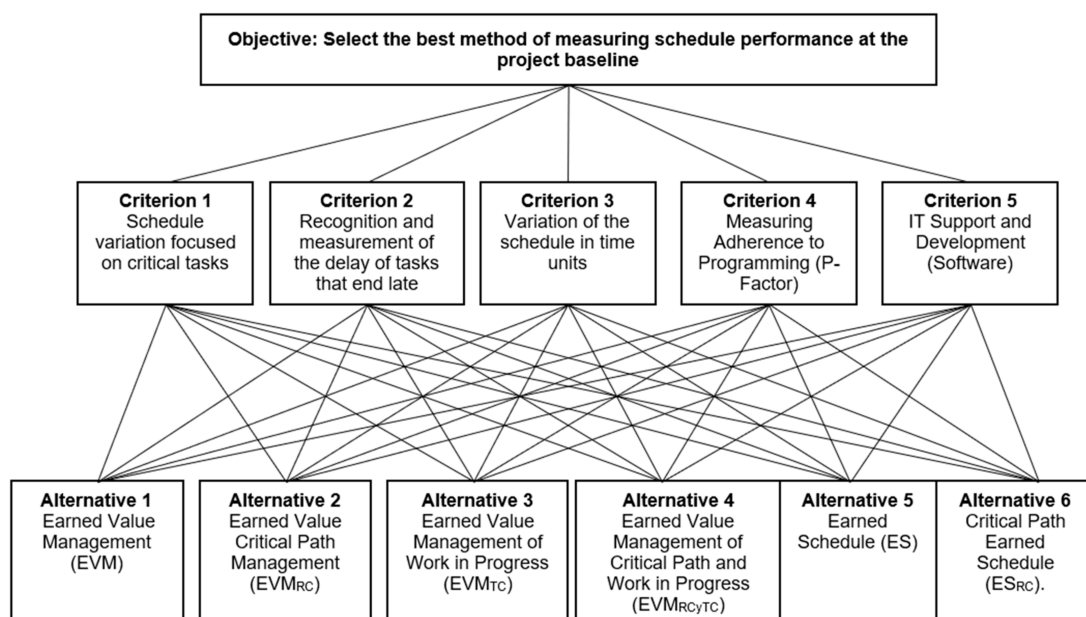 Objective: Select the best method of measuring schedule performance at the
project baseline
Criterion 1
Schedule
variation focused
on critical tasks
Criterion 2
Recognition and
measurement of
the delay of tasks
that end late
Criterion 3
Variation of the
schedule in time
units
Criterion 4
Measuring
Adherence to
Programming (P-
Factor)
Criterion 5
IT Support and
Development
(Software)
Alternative 1
Earned Value
Management
(EVM)
Alternative 2
Earned Value
Critical Path
Management
(EVMRC)
Alternative 3
Earned Value
Management of
Work in Progress
(EVMTC)
Alternative 4
Earned Value
Management of
Critical Path and
Work in Progress
(EVMRCyTC)
Alternative 5
Earned
Schedule (ES)
Alternative 6
Critical Path
Earned
Schedule
(ESRC).